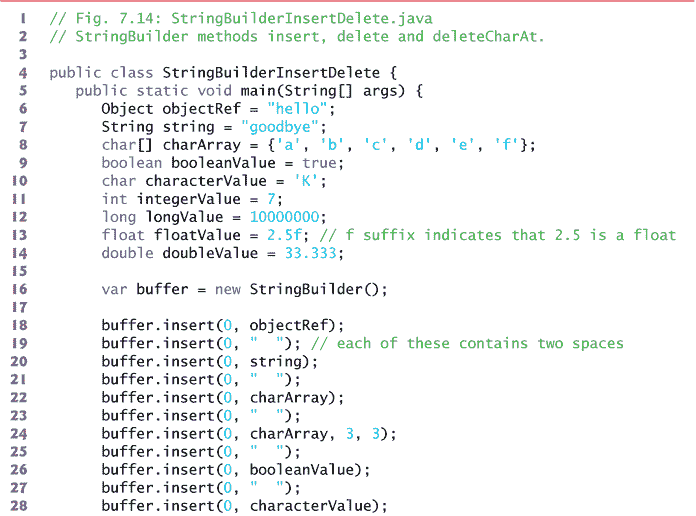 1 // Fig. 7.14: StringBuilderInsertDelete.java
2 // StringBuilder methods insert, delete and deleteCharAt.
3
4 public class StringBuilderInsertDelete {
5    public static void main(String[] args) {
6       Object objectRef = "hello";
7       String string = "goodbye";
8       char[] charArray = {'a', 'b', 'c', 'd', 'e', 'f'};
9       boolean booleanValue = true;
10       char characterValue = 'K';
11       int integerValue = 7;
12       long longValue = 10000000;
13       float floatValue = 2.5f; // f suffix indicates that 2.5 is a float
14       double doubleValue = 33.333;
15
16       var buffer = new StringBuilder();
17
18       buffer.insert(0, objectRef);
19       buffer.insert(0, "  "); // each of these contains two spaces
20       buffer.insert(0, string);
21       buffer.insert(0, "  ");
22       buffer.insert(0, charArray);
23       buffer.insert(0, "  ");
24       buffer.insert(0, charArray, 3, 3);
25       buffer.insert(0, "  ");
26       buffer.insert(0, booleanValue);
27       buffer.insert(0, "  ");
28       buffer.insert(0, characterValue);